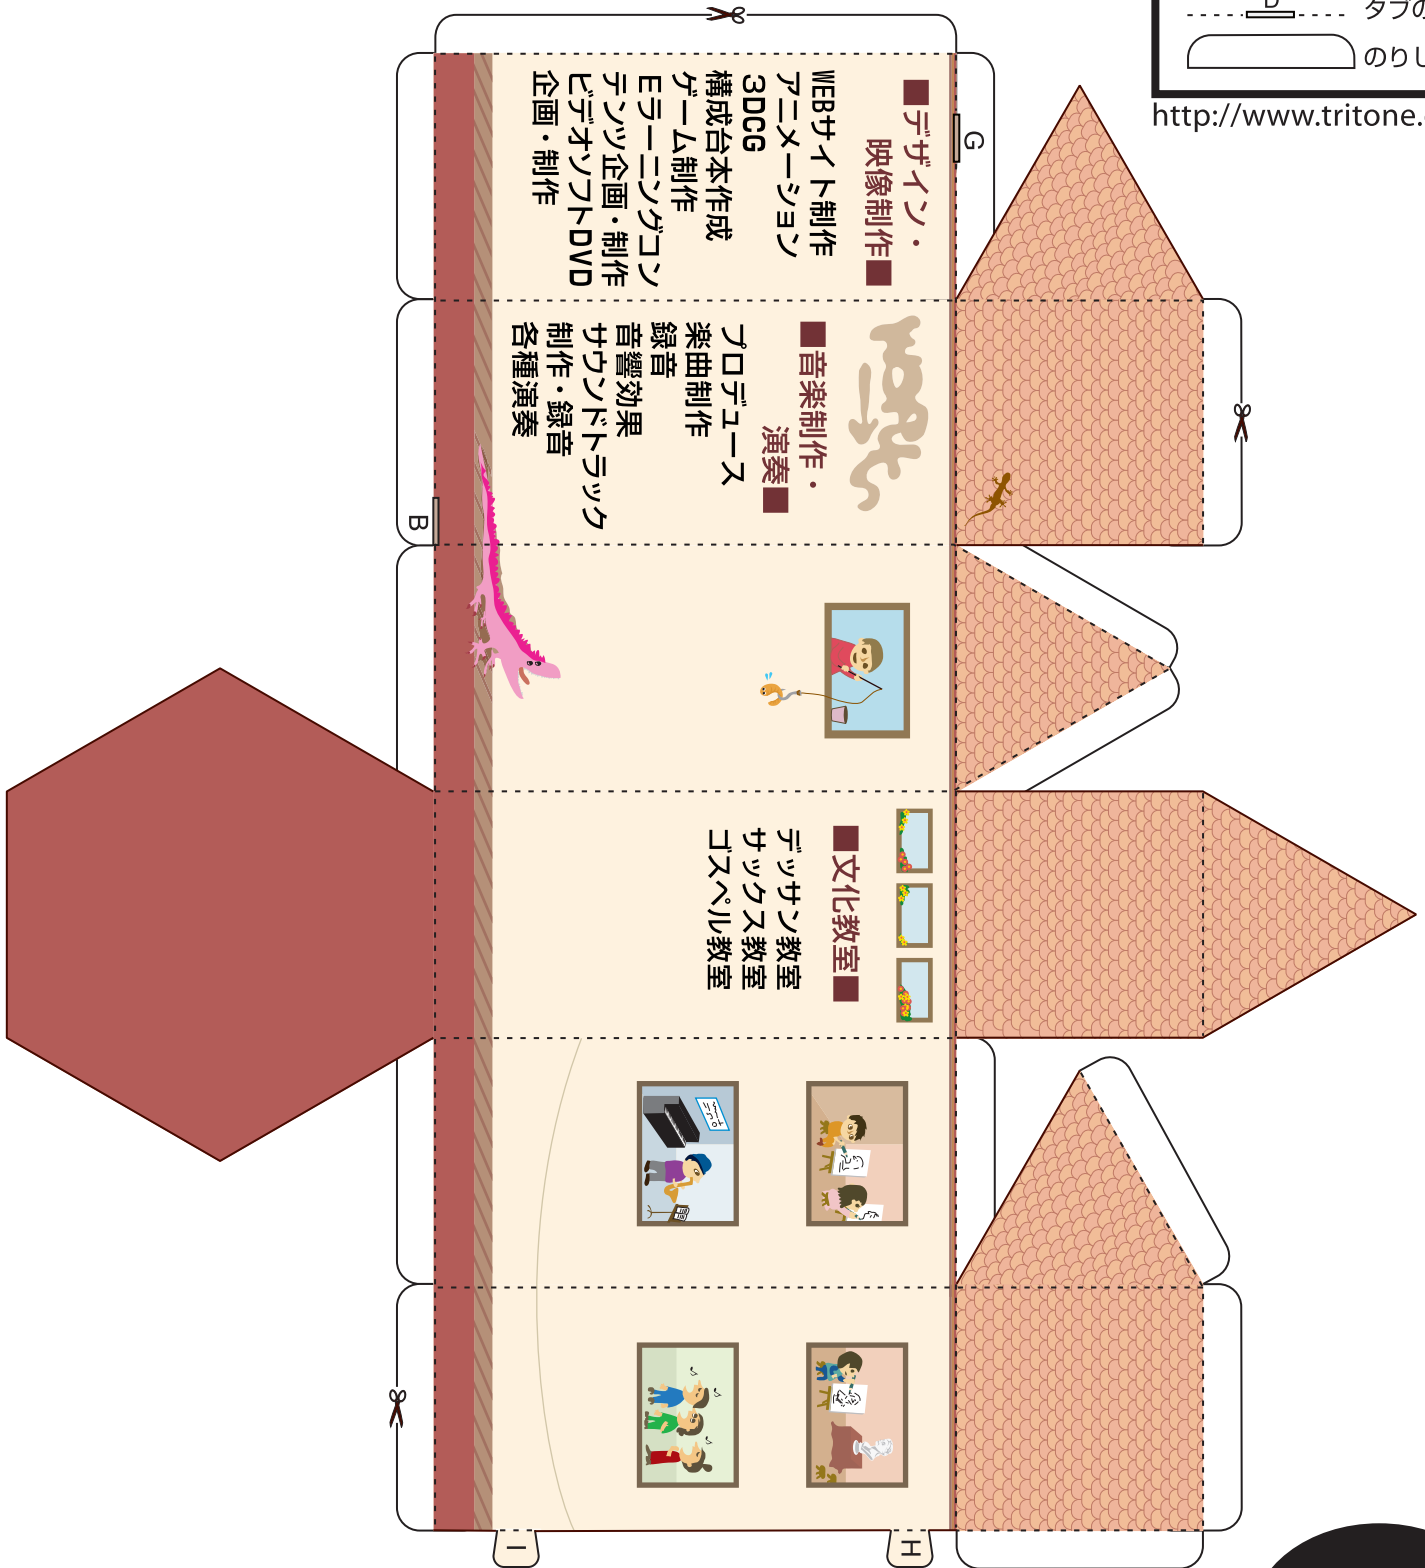 ■デザイン・
映像制作■
WEBサイト制作
アニメーション
3DCG
構成台本作成
ゲーム制作
Eラーニングコン
テンツ企画・制作
ビデオソフトDVD
企画・制作
■音楽制作・
演奏■
プロデュース
楽曲制作
録音
音響効果
サウンドトラック
制作・録音
各種演奏
■文化教室■
デッサン教室
サックス教室
ゴスペル教室
G
B
I
H
D
タブの
のりし
http://www.tritone.